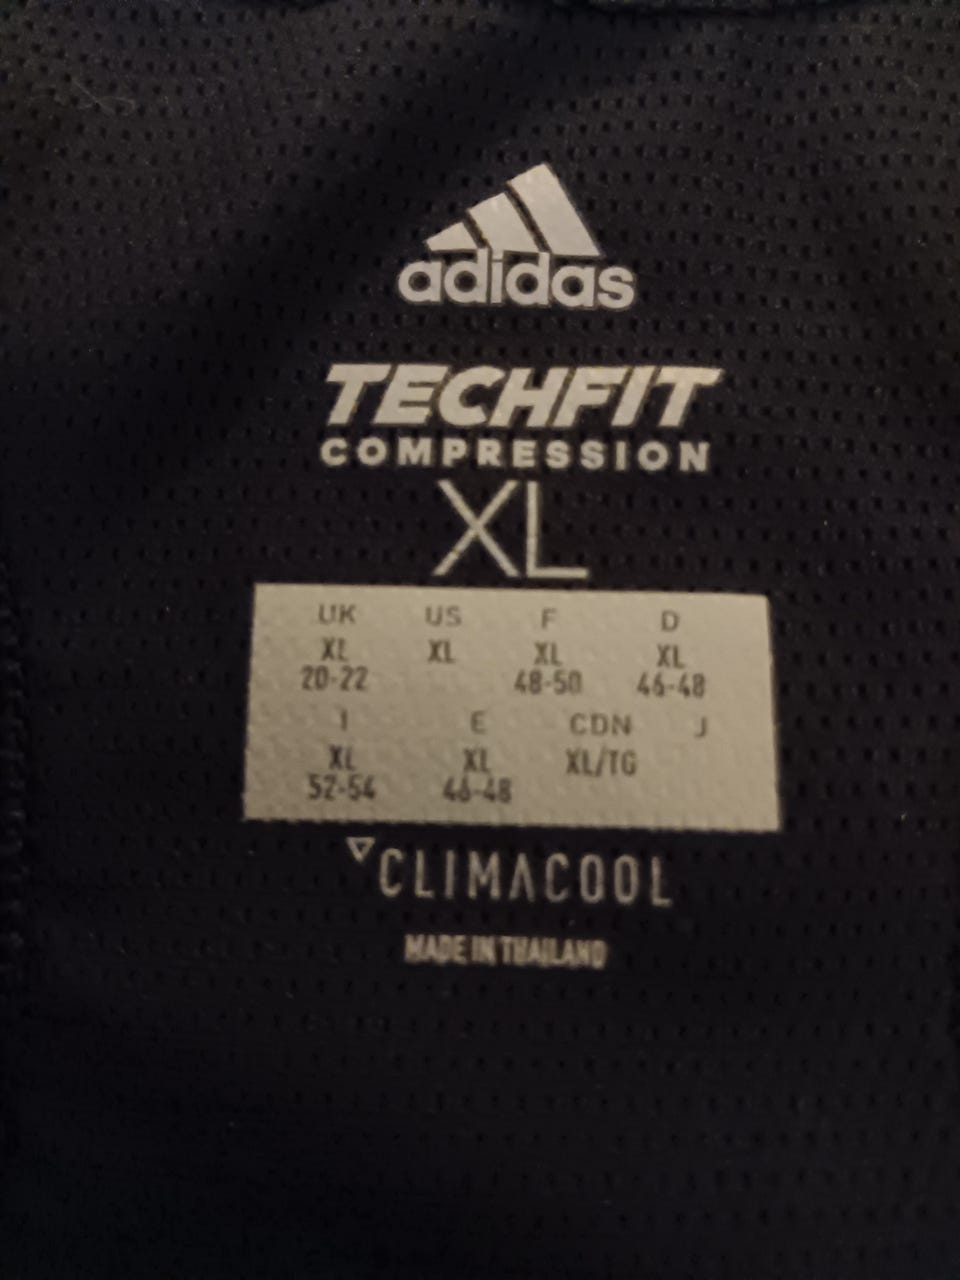 adidas
TECHFIT
COMPRESSION
XL
UK US F D
XL XL XL XL
20-22 48-50 46-48
I E CDN J
XL XL XL/TG
52-54 46-48
CLIMACOOL
MADE IN THAILAND